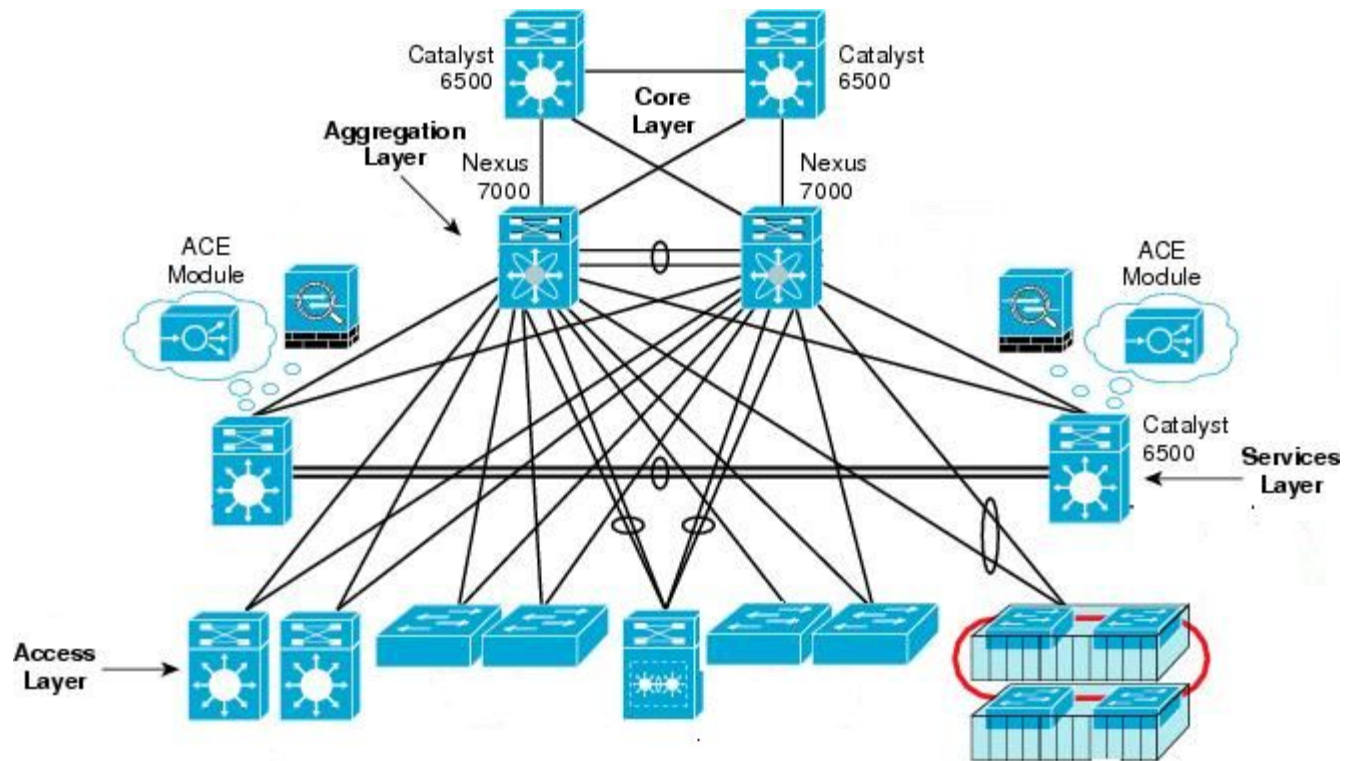 Catalyst
6500
Catalyst
6500
Core
Layer
Aggregation
Layer
Nexus
7000
Nexus
7000
ACE
Module
ACE
Module
Catalyst
6500
Services
Layer
Access
Layer